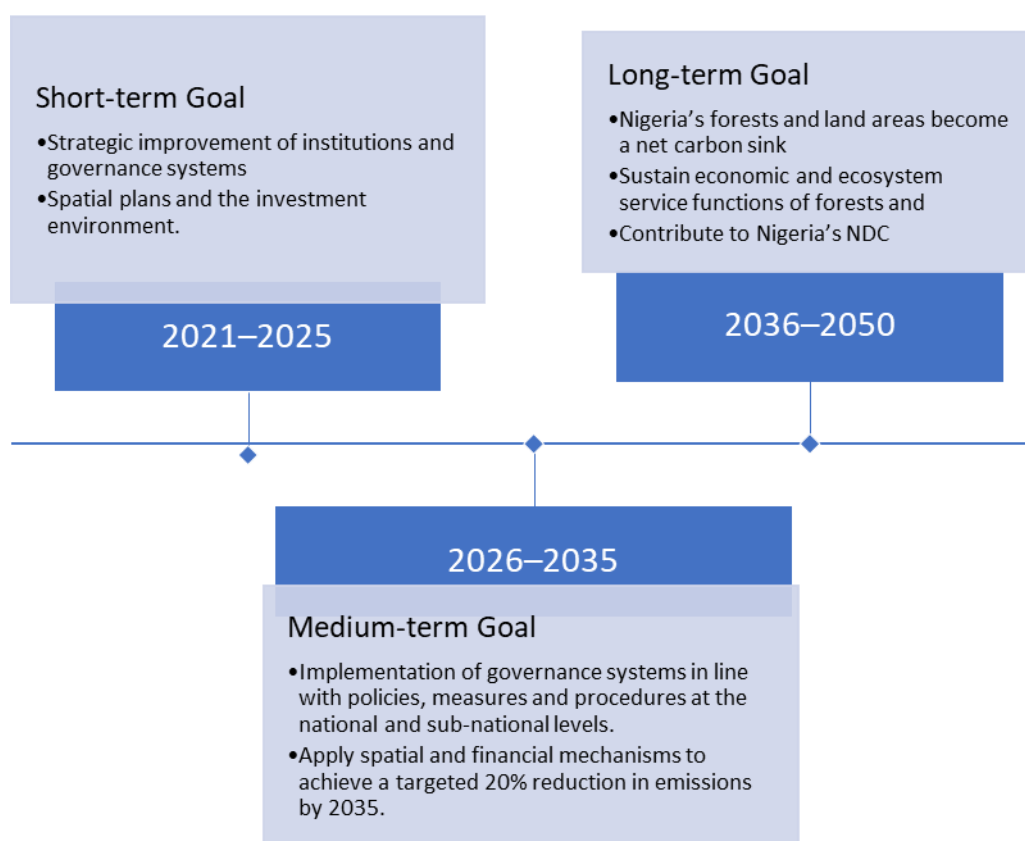 Short-term Goal
•Strategic improvement of institutions and
governance systems
•Spatial plans and the investment
environment.
2021–2025
Long-term Goal
•Nigeria’s forests and land areas become
a net carbon sink
•Sustain economic and ecosystem
service functions of forests and
•Contribute to Nigeria’s NDC
2036–2050
2026–2035
Medium-term Goal
•Implementation of governance systems in line
with policies, measures and procedures at the
national and sub-national levels.
•Apply spatial and financial mechanisms to
achieve a targeted 20% reduction in emissions
by 2035.